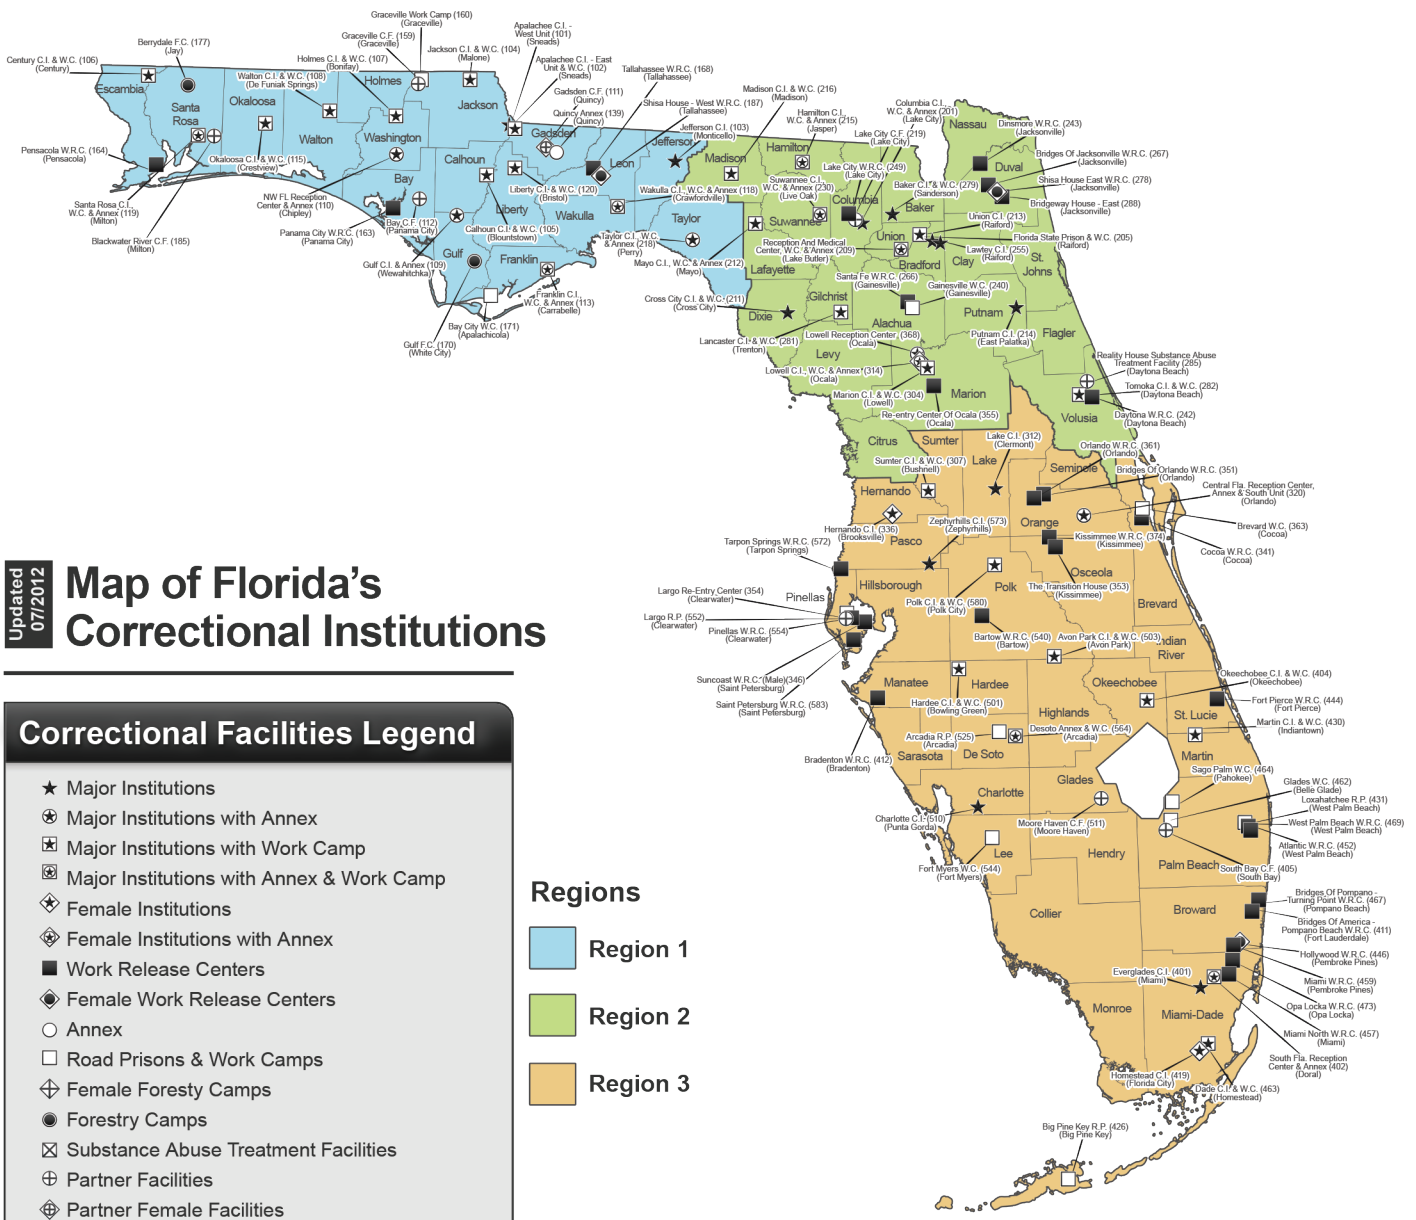 Graceville Work Camp (160)
(Graceville)
Graceville C.F. (159)
(Graceville)
Apalachee C.I. -
West Unit (101)
(Sneads)
Berrydale F.C. (177)
(Jay)
Jackson C.I. & W.C. (104)
(Malone)
Century C.I. & W.C. (106)
(Century)
Holmes C.I. & W.C. (107)
(Bonifay)
Apalachee C.I. - East
Unit & W.C. (102)
(Sneads)
Walton C.I. & W.C. (108)
(De Funiak Springs)
Tallahassee W.R.C. (168)
(Tallahassee)
Gadsden C.F. (111)
(Quincy)
Quincy Annex (139)
(Quincy)
Shisa House - West W.R.C. (187)
(Tallahassee)
Jefferson C.I. (103)
(Monticello)
Madison C.I. & W.C. (216)
(Madison)
Hamilton C.I.,
W.C. & Annex (215)
(Jasper)
Columbia C.I.,
W.C. & Annex (201)
(Lake City)
Lake City C.F. (219)
(Lake City)
Lake City W.R.C. (249)
(Lake City)
Dinsmore W.R.C. (243)
(Jacksonville)
Bridges Of Jacksonville W.R.C. (267)
(Jacksonville)
Shisa House East W.R.C. (278)
(Jacksonville)
Bridgeway House - East (288)
(Jacksonville)
Escambia
Santa
Rosa
Okaloosa
Walton
Holmes
Jackson
Washington
Calhoun
Bay
Gadsden
Leon
Jefferson
Liberty
Wakulla
Gulf
Franklin
Taylor
Madison
Hamilton
Suwannee
Columbia
Baker
Nassau
Duval
Union
Bradford
Clay
St.
Johns
Lafayette
Dixie
Gilchrist
Alachua
Putnam
Flagler
Levy
Marion
Volusia
Citrus
Pensacola W.R.C. (164)
(Pensacola)
Okaloosa C.I. & W.C. (115)
(Crestview)
Santa Rosa C.I.,
W.C. & Annex (119)
(Milton)
Blackwater River C.F. (185)
(Milton)
NW FL Reception
Center & Annex (110)
(Chipley)
Panama City W.R.C. (163)
(Panama City)
Bay C.F. (112)
(Panama City)
Gulf C.I. & Annex (109)
(Wewahitchka)
Liberty C.I. & W.C. (120)
(Bristol)
Calhoun C.I. & W.C. (105)
(Blountstown)
Wakulla C.I., W.C. & Annex (118)
(Crawfordville)
Taylor C.I., W.C.
& Annex (218)
(Perry)
Franklin C.I.,
W.C. & Annex (113)
(Carrabelle)
Bay City W.C. (171)
(Apalachicola)
Gulf F.C. (170)
(White City)
Suwannee C.I.,
W.C. & Annex (230)
(Live Oak)
Baker C.I. & W.C. (279)
(Sanderson)
Union C.I. (213)
(Raiford)
Florida State Prison & W.C. (205)
(Raiford)
Lawtey C.I. (255)
(Raiford)
Reception And Medical
Center, W.C. & Annex (209)
(Lake Butler)
Mayo C.I., W.C. & Annex (212)
(Mayo)
Cross City C.I. & W.C. (211)
(Cross City)
Santa Fe W.R.C. (266)
(Gainesville)
Gainesville W.C. (240)
(Gainesville)
Lancaster C.I. & W.C. (281)
(Trenton)
Lowell Reception Center (368)
(Ocala)
Putnam C.I. (214)
(East Palatka)
Lowell C.I., W.C. & Annex (314)
(Ocala)
Marion C.I. & W.C. (304)
(Lowell)
Re-entry Center Of Ocala (355)
(Ocala)
Reality House Substance Abuse
Treatment Facility (285)
(Daytona Beach)
Tomoka C.I. & W.C. (282)
(Daytona Beach)
Daytona W.R.C. (242)
(Daytona Beach)
Sumter
Lake
Seminole
Hernando
Orange
Pasco
Hillsborough
Pinellas
Polk
Osceola
Brevard
Indian
River
Manatee
Hardee
Okeechobee
Highlands
St. Lucie
Sarasota
De Soto
Martin
Glades
Charlotte
Lee
Hendry
Palm Beach
Collier
Broward
Monroe
Miami-Dade
Lake C.I. (312)
(Clermont)
Sumter C.I. & W.C. (307)
(Bushnell)
Orlando W.R.C. (361)
(Orlando)
Bridges Of Orlando W.R.C. (351)
(Orlando)
Central Fla. Reception Center,
Annex & South Unit (320)
(Orlando)
Brevard W.C. (363)
(Cocoa)
Cocoa W.R.C. (341)
(Cocoa)
Hernando C.I. (336)
(Brooksville)
Zephyrhills C.I. (573)
(Zephyrhills)
Kissimmee W.R.C. (374)
(Kissimmee)
The Transition House (353)
(Kissimmee)
Tarpon Springs W.R.C. (572)
(Tarpon Springs)
Largo Re-Entry Center (354)
(Clearwater)
Largo R.P. (552)
(Clearwater)
Pinellas W.R.C. (554)
(Clearwater)
Polk C.I. & W.C. (580)
(Polk City)
Bartow W.R.C. (540)
(Bartow)
Avon Park C.I. & W.C. (503)
(Avon Park)
Suncoast W.R.C. (Male)(346)
(Saint Petersburg)
Saint Petersburg W.R.C. (583)
(Saint Petersburg)
Hardee C.I. & W.C. (501)
(Bowling Green)
Okeechobee C.I. & W.C. (404)
(Okeechobee)
Fort Pierce W.R.C. (444)
(Fort Pierce)
Martin C.I. & W.C. (430)
(Indiantown)
Arcadia R.P. (525)
(Arcadia)
Desoto Annex & W.C. (564)
(Arcadia)
Bradenton W.R.C. (412)
(Bradenton)
Sago Palm W.C. (464)
(Pahokee)
Glades W.C. (462)
(Belle Glade)
Loxahatchee R.P. (431)
(West Palm Beach)
West Palm Beach W.R.C. (469)
(West Palm Beach)
Atlantic W.R.C. (452)
(West Palm Beach)
Charlotte C.I. (510)
(Punta Gorda)
Moore Haven C.F. (511)
(Moore Haven)
Fort Myers W.C. (544)
(Fort Myers)
South Bay C.F. (405)
(South Bay)
Bridges Of Pompano -
Turning Point W.R.C. (467)
(Pompano Beach)
Bridges Of America -
Pompano Beach W.R.C. (411)
(Fort Lauderdale)
Hollywood W.R.C. (446)
(Pembroke Pines)
Everglades C.I. (401)
(Miami)
Miami W.R.C. (459)
(Pembroke Pines)
Opa Locka W.R.C. (473)
(Opa Locka)
Miami North W.R.C. (457)
(Miami)
South Fla. Reception
Center & Annex (402)
(Doral)
Homestead C.I. (419)
(Florida City)
Dade C.I. & W.C. (463)
(Homestead)
Big Pine Key R.P. (426)
(Big Pine Key)
Updated
07/2012
Map of Florida's
Correctional Institutions
Correctional Facilities Legend
Major Institutions
Major Institutions with Annex
Major Institutions with Work Camp
Major Institutions with Annex & Work Camp
Female Institutions
Female Institutions with Annex
Work Release Centers
Female Work Release Centers
Annex
Road Prisons & Work Camps
Female Foresty Camps
Forestry Camps
Substance Abuse Treatment Facilities
Partner Facilities
Partner Female Facilities
Regions
Region 1
Region 2
Region 3